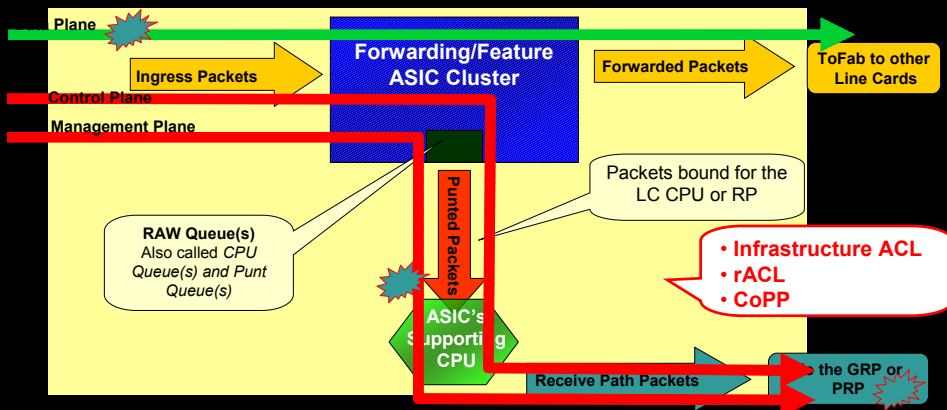 Plane
Forwarding/Feature
ASIC Cluster
Ingress Packets
Forwarded Packets
ToFab to other
Line Cards
Control Plane
Management Plane
Punted Packets
Packets bound for the
LC CPU or RP
RAW Queue(s)
Also called CPU
Queue(s) and Punt
Queue(s)
• Infrastructure ACL
• rACL
• CoPP
ASIC's
Supporting
CPU
Receive Path Packets
the GRP or
PRP